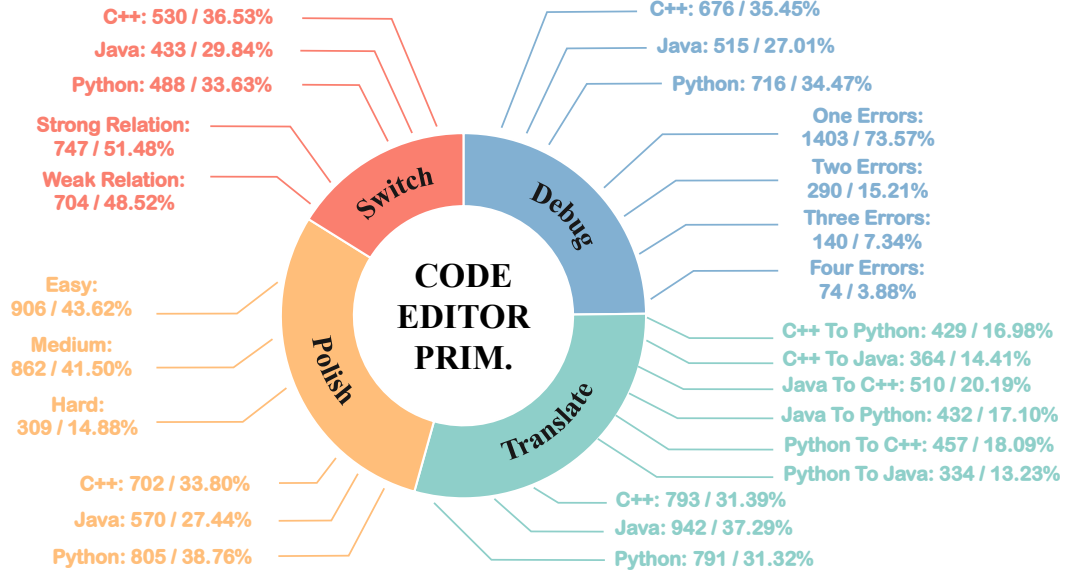 C++: 530 / 36.53%
Java: 433 / 29.84%
Python: 488 / 33.63%
Strong Relation:
747 / 51.48%
Weak Relation:
704 / 48.52%
Switch
C++: 676 / 35.45%
Java: 515 / 27.01%
Python: 716 / 34.47%
One Errors:
1403 / 73.57%
Two Errors:
290 / 15.21%
Three Errors:
140 / 7.34%
Four Errors:
74 / 3.88%
Debug
CODE
EDITOR
PRIM.
Easy:
906 / 43.62%
Medium:
862 / 41.50%
Hard:
309 / 14.88%
C++: 702 / 33.80%
Java: 570 / 27.44%
Python: 805 / 38.76%
Polish
C++ To Python: 429 / 16.98%
C++ To Java: 364 / 14.41%
Java To C++: 510 / 20.19%
Java To Python: 432 / 17.10%
Python To C++: 457 / 18.09%
Python To Java: 334 / 13.23%
C++: 793 / 31.39%
Java: 942 / 37.29%
Python: 791 / 31.32%
Translate